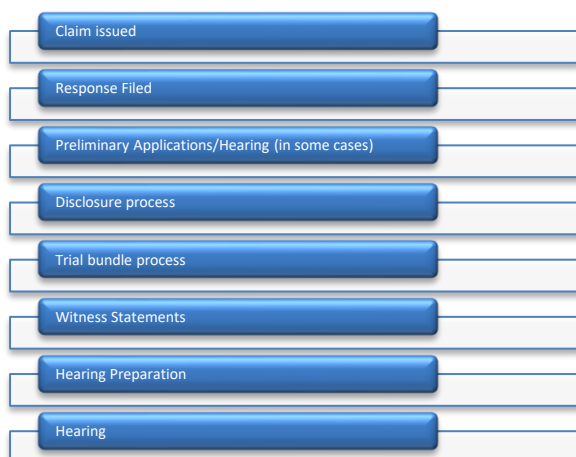 Claim issued
Response Filed
Preliminary Applications/Hearing (in some cases)
Disclosure process
Trial bundle process
Witness Statements
Hearing Preparation
Hearing